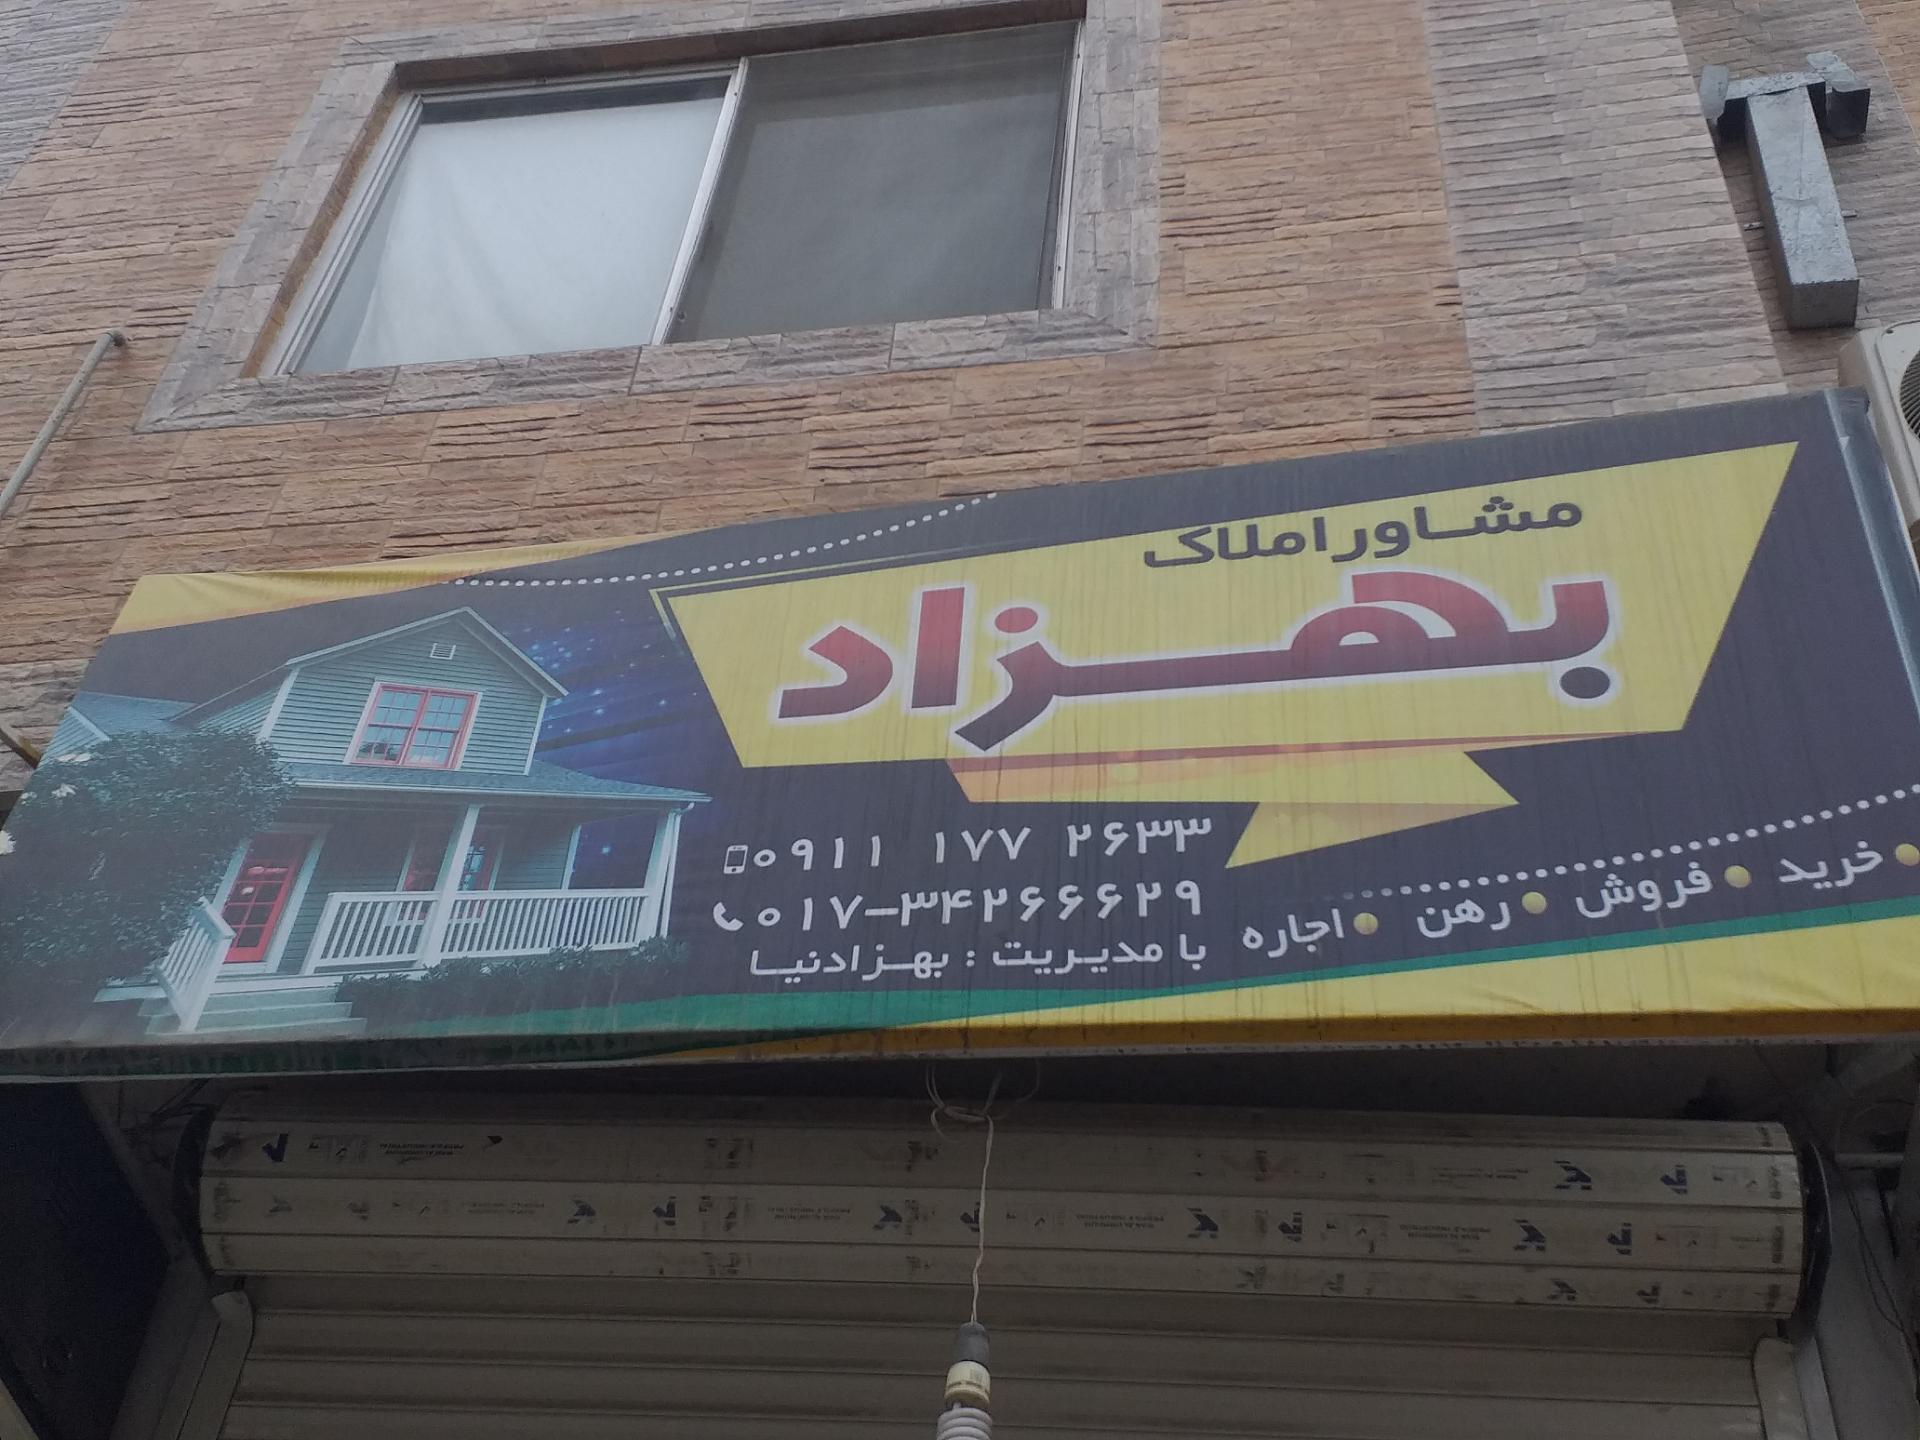 مشاور املاک
بهزاد
۰۹۱۱ ۱۷۷ ۲۶۳۳
۰۱۷-۳۴۲۶۶۶۲۹
با مدیریت : بهزادنیا
خرید • فروش • رهن • اجاره